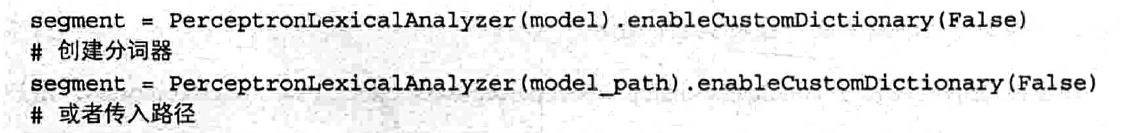 segment = PerceptronLexicalAnalyzer(model).enableCustomDictionary(False)
# 创建分词器
segment = PerceptronLexicalAnalyzer(model_path).enableCustomDictionary(False)
# 或者传入路径